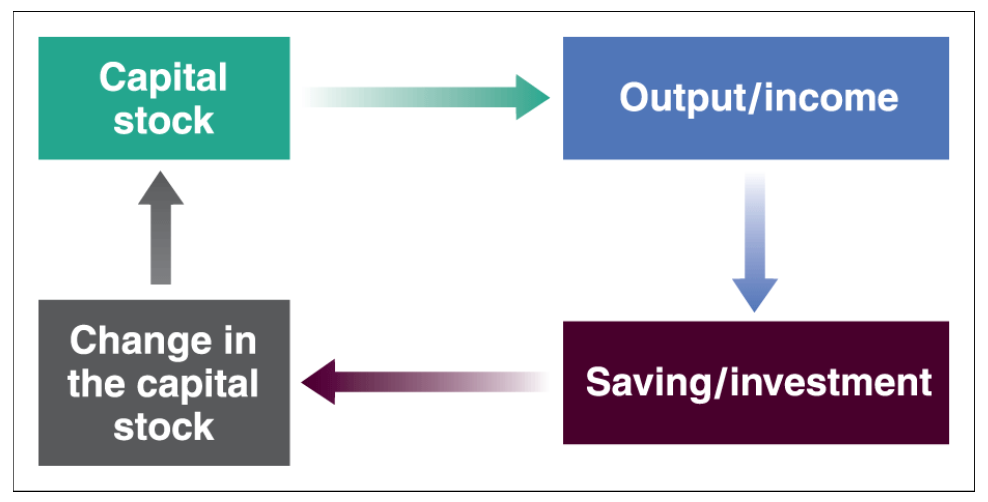 Capital
stock
Output/income
Change in
the capital
stock
Saving/investment